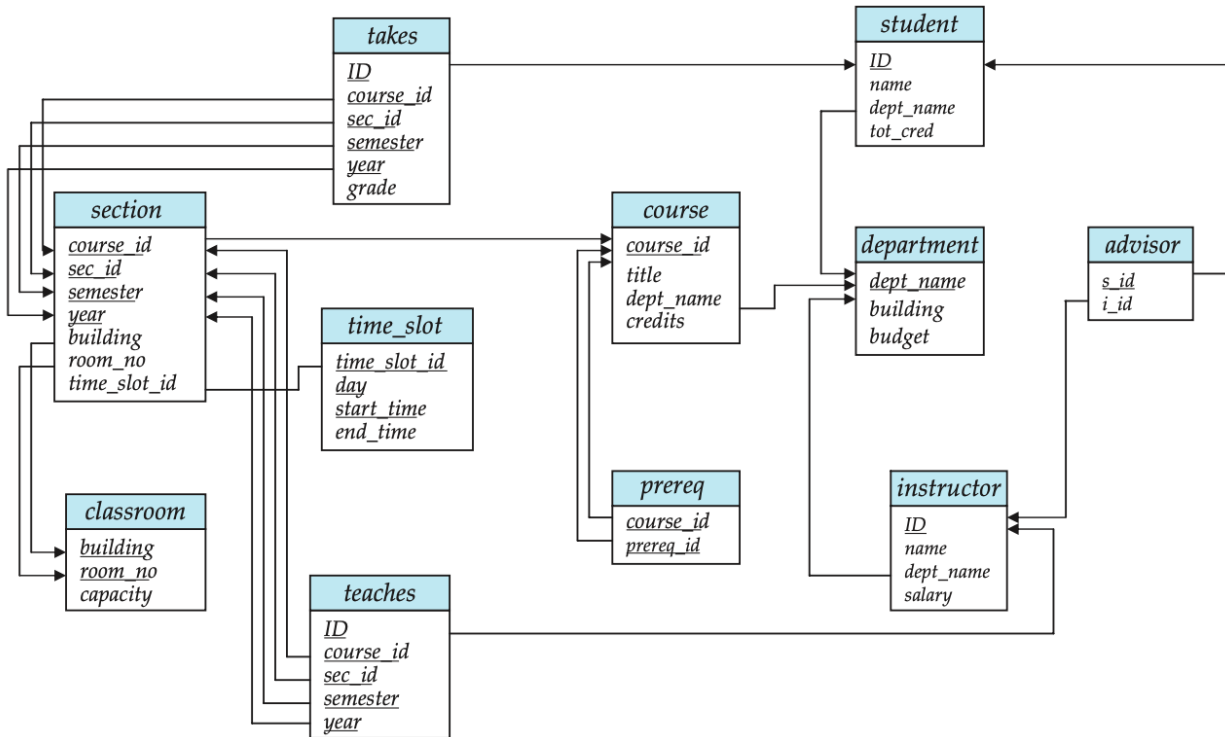 takes
ID
course_id
sec_id
semester
year
grade
student
ID
name
dept_name
tot_cred
section
course_id
sec_id
semester
year
building
room_no
time_slot_id
course
course_id
title
dept_name
credits
department
dept_name
building
budget
advisor
s_id
i_id
time_slot
time_slot_id
day
start_time
end_time
prereq
course_id
prereq_id
instructor
ID
name
dept_name
salary
classroom
building
room_no
capacity
teaches
ID
course_id
sec_id
semester
year